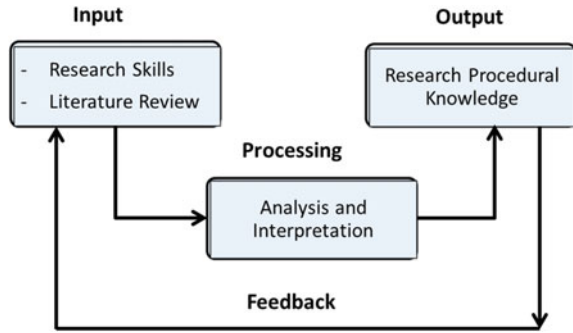 Input
- Research Skills
- Literature Review
Output
Research Procedural
Knowledge
Processing
Analysis and
Interpretation
Feedback